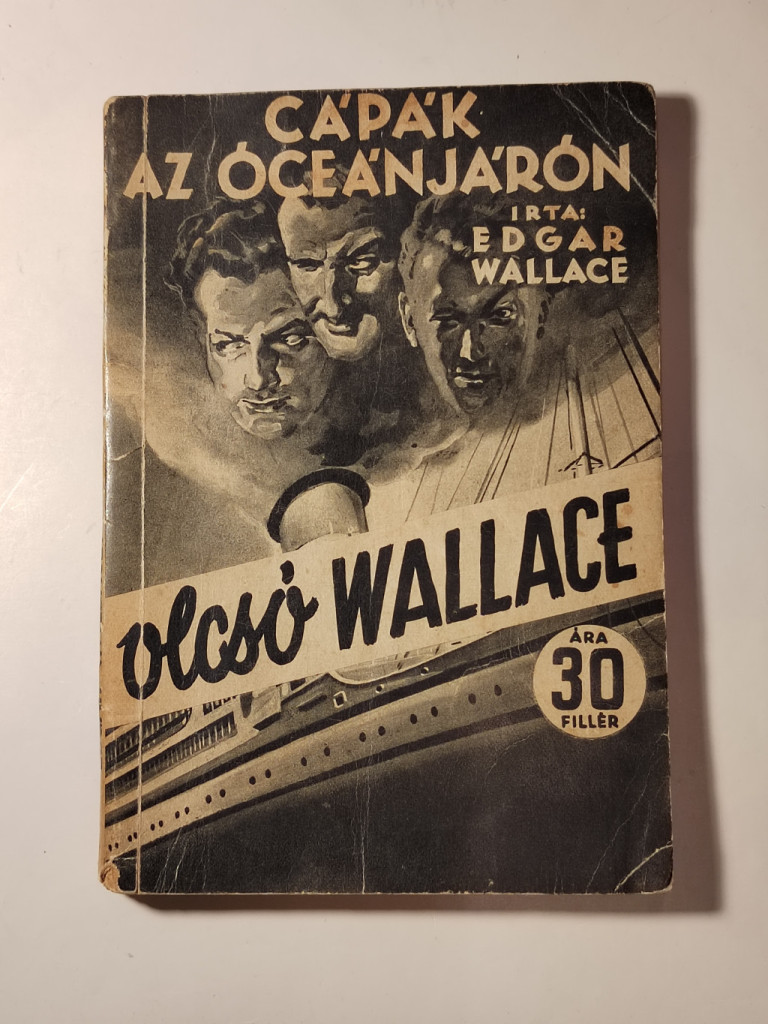 CÁPÁK
AZ ÓCEÁNJÁRÓN
IRTA:
EDGAR
WALLACE
olcsó WALLACE
ÁRA
30
FILLÉR